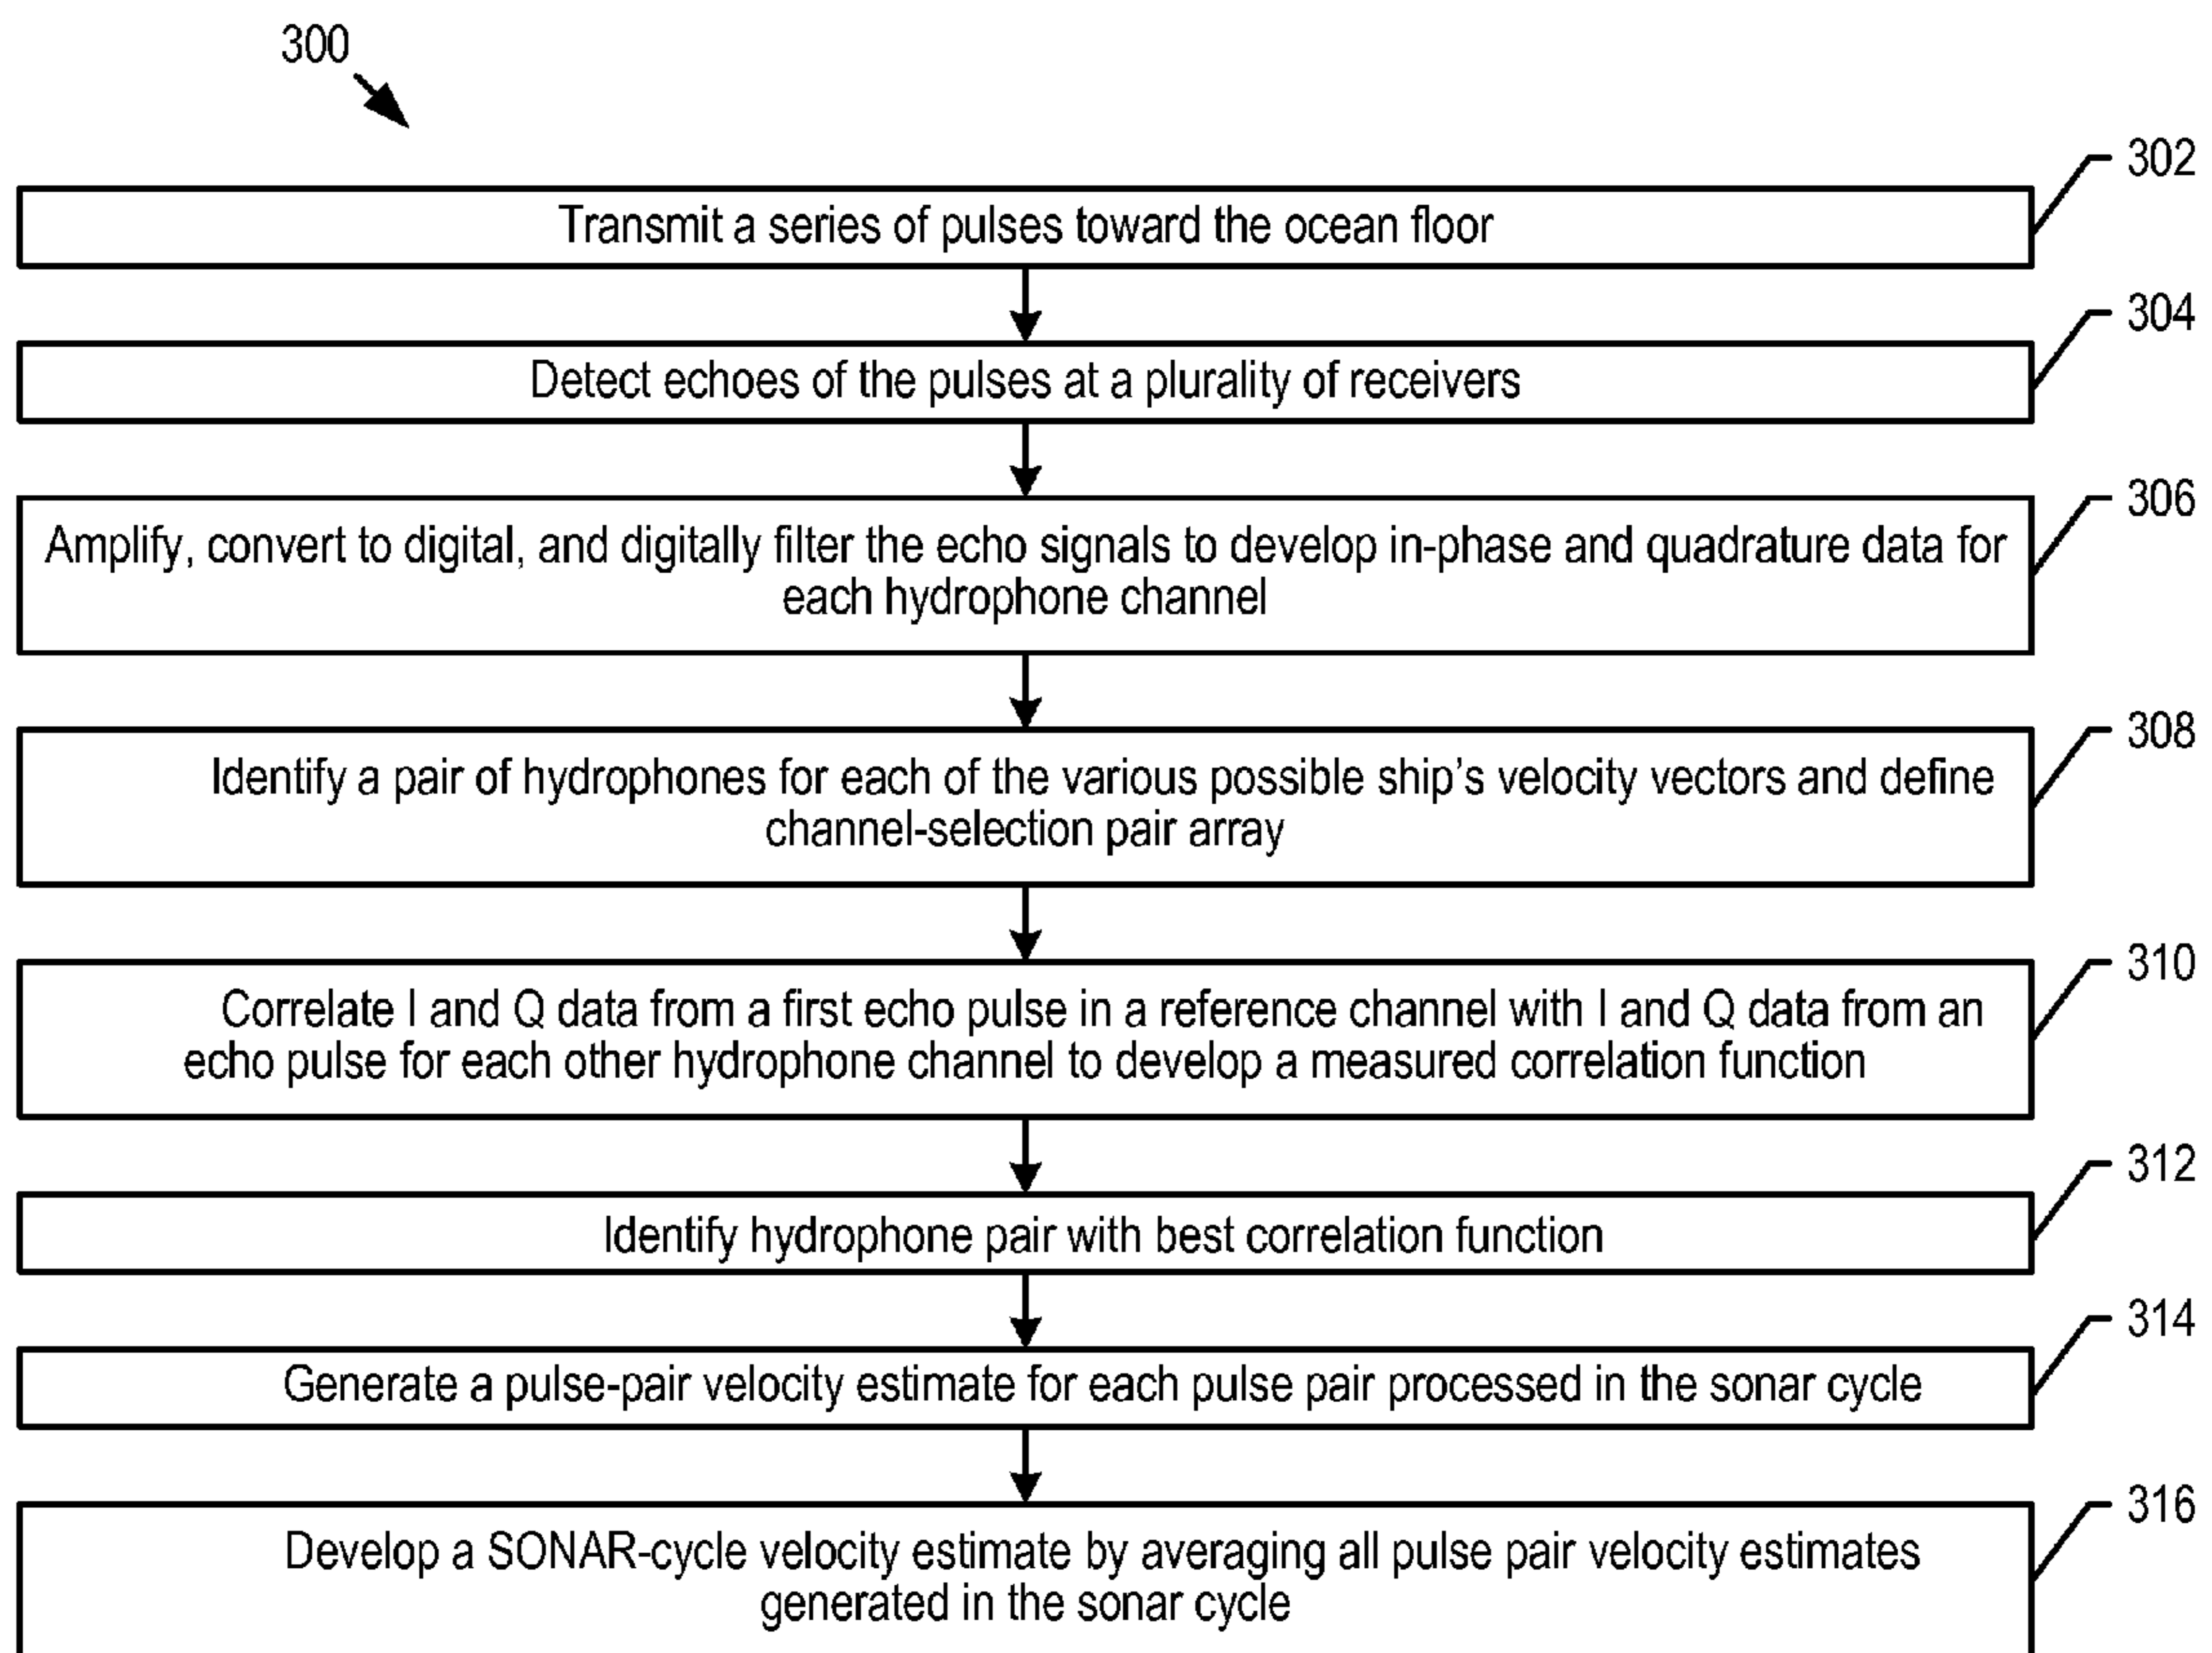 300
302
Transmit a series of pulses toward the ocean floor
304
Detect echoes of the pulses at a plurality of receivers
306
Amplify, convert to digital, and digitally filter the echo signals to develop in-phase and quadrature data for
each hydrophone channel
308
Identify a pair of hydrophones for each of the various possible ship's velocity vectors and define
channel-selection pair array
310
Correlate I and Q data from a first echo pulse in a reference channel with I and Q data from an
echo pulse for each other hydrophone channel to develop a measured correlation function
312
Identify hydrophone pair with best correlation function
314
Generate a pulse-pair velocity estimate for each pulse pair processed in the sonar cycle
316
Develop a SONAR-cycle velocity estimate by averaging all pulse pair velocity estimates
generated in the sonar cycle